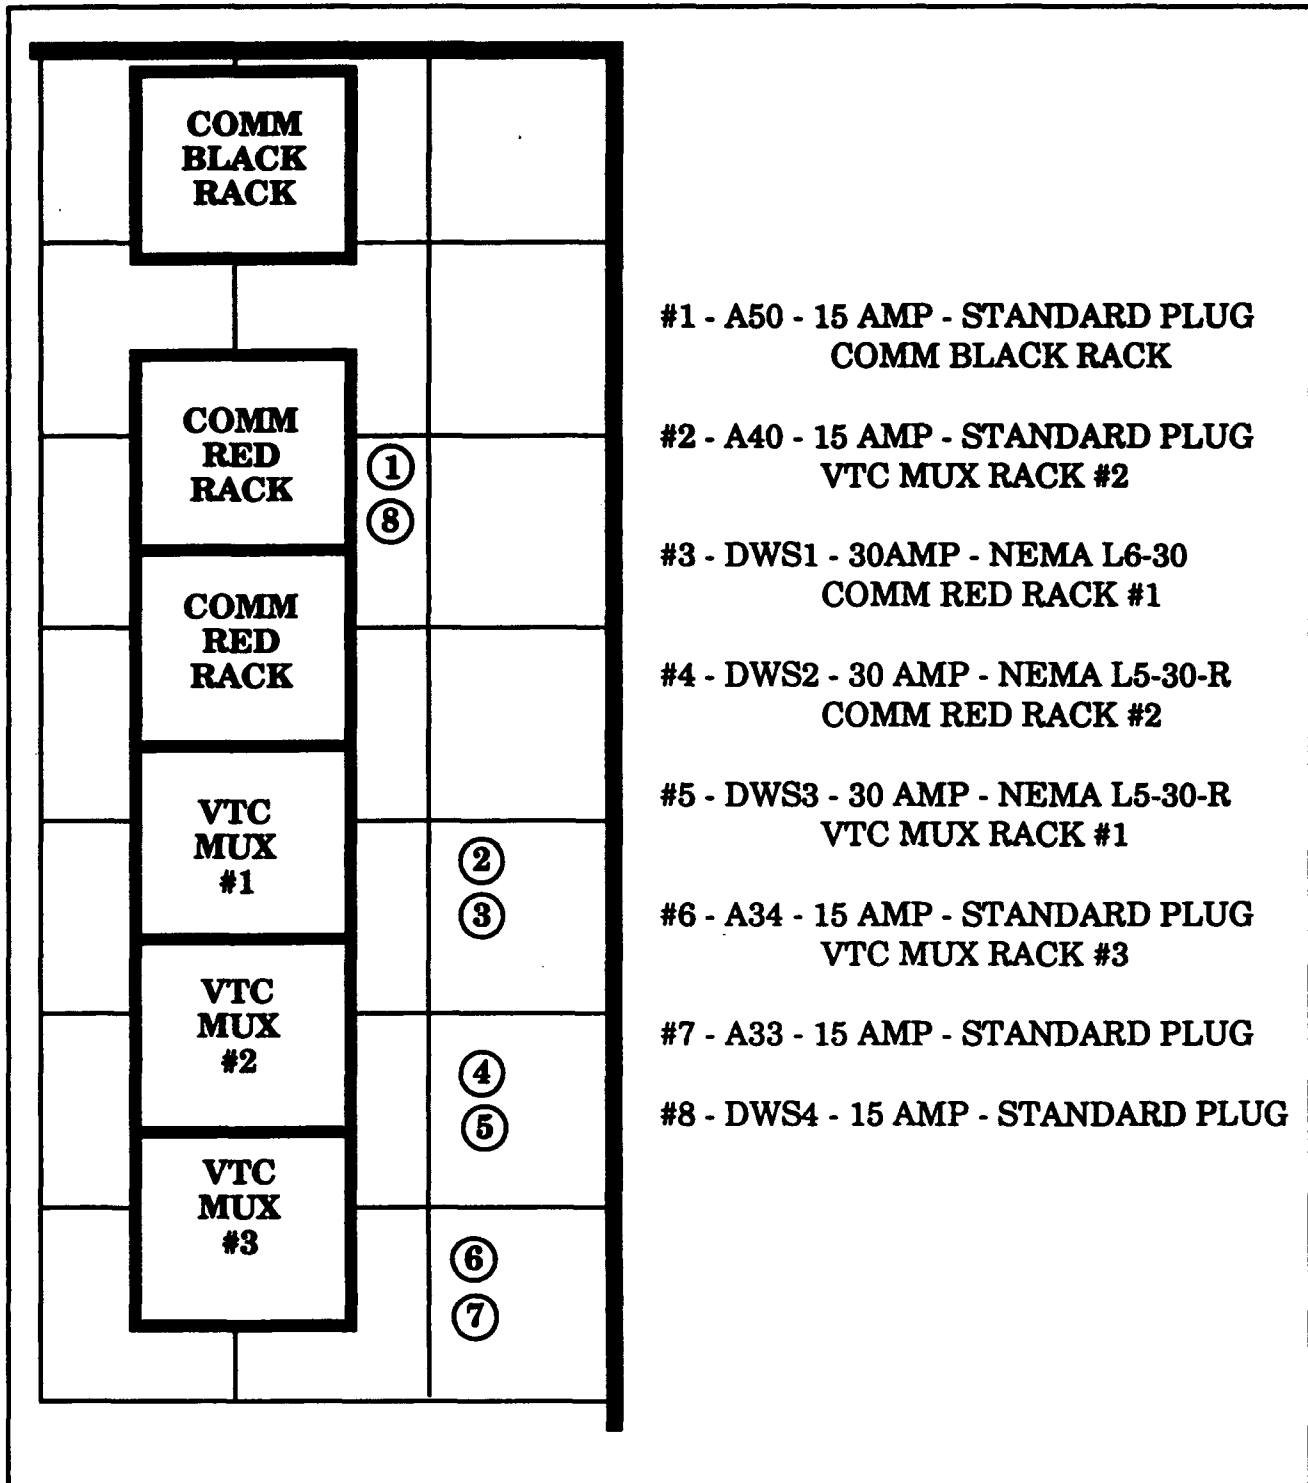 COMM
BLACK
RACK
COMM
RED
RACK
COMM
RED
RACK
VTC
MUX
#1
VTC
MUX
#2
VTC
MUX
#3
1
8
2
3
4
5
6
7
#1 - A50 - 15 AMP - STANDARD PLUG
COMM BLACK RACK
#2 - A40 - 15 AMP - STANDARD PLUG
VTC MUX RACK #2
#3 - DWS1 - 30AMP - NEMA L6-30
COMM RED RACK #1
#4 - DWS2 - 30 AMP - NEMA L5-30-R
COMM RED RACK #2
#5 - DWS3 - 30 AMP - NEMA L5-30-R
VTC MUX RACK #1
#6 - A34 - 15 AMP - STANDARD PLUG
VTC MUX RACK #3
#7 - A33 - 15 AMP - STANDARD PLUG
#8 - DWS4 - 15 AMP - STANDARD PLUG